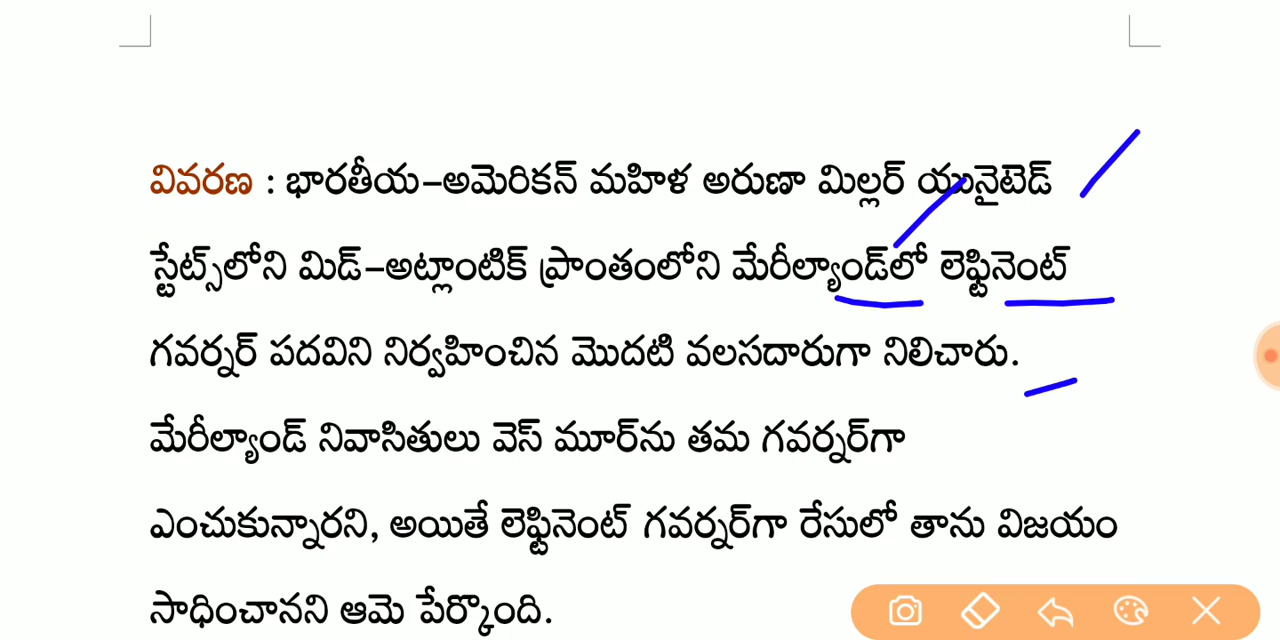 వివరణ : భారతీయ-అమెరికన్ మహిళ అరుణా మిల్లర్ యునైటెడ్
స్టేట్స్‌లోని మిడ్-అట్లాంటిక్ ప్రాంతంలోని మేరీల్యాండ్‌లో లెఫ్టినెంట్
గవర్నర్ పదవిని నిర్వహించిన మొదటి వలసదారుగా నిలిచారు.
మేరీల్యాండ్ నివాసితులు వెస్ మూర్‌ను తమ గవర్నర్‌గా
ఎంచుకున్నారని, అయితే లెఫ్టినెంట్ గవర్నర్‌గా రేసులో తాను విజయం
సాధించానని ఆమె పేర్కొంది.